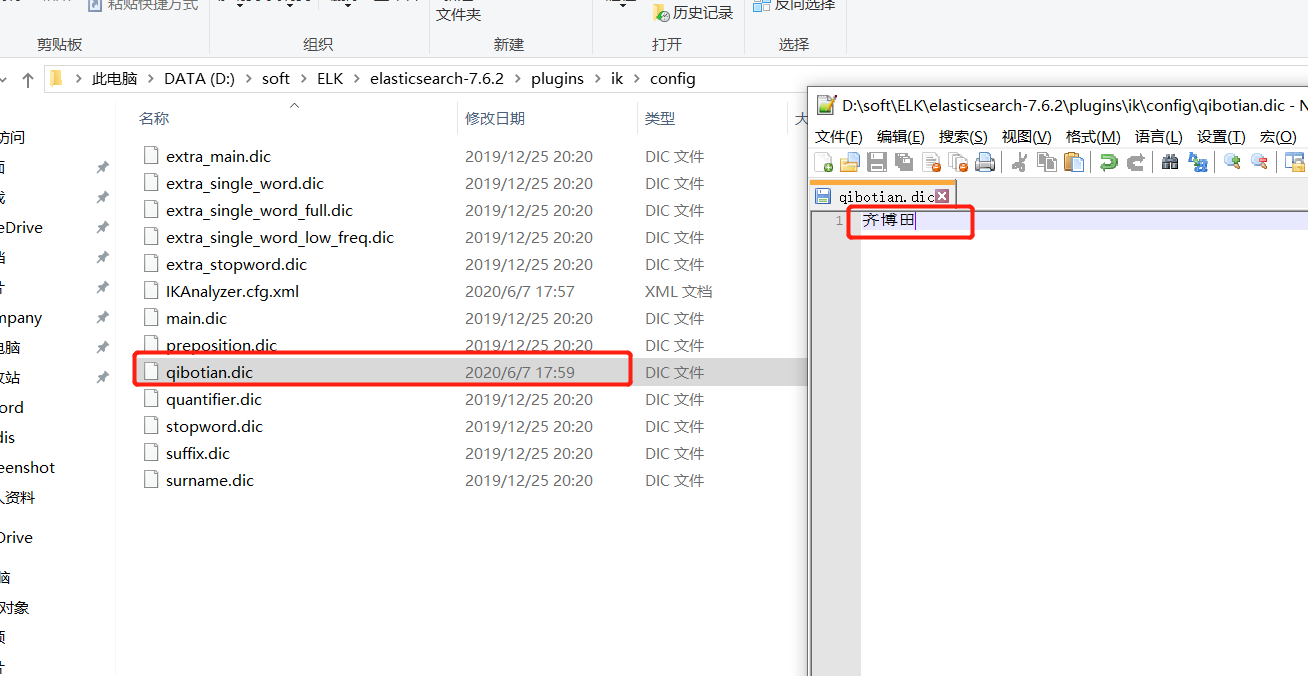 粘贴快捷方式
文件夹
历史记录
反向选择
剪贴板
组织
新建
打开
选择
此电脑 > DATA (D:) > soft > ELK > elasticsearch-7.6.2 > plugins > ik > config
名称 修改日期 类型
extra_main.dic 2019/12/25 20:20 DIC 文件
extra_single_word.dic 2019/12/25 20:20 DIC 文件
extra_single_word_full.dic 2019/12/25 20:20 DIC 文件
extra_single_word_low_freq.dic 2019/12/25 20:20 DIC 文件
extra_stopword.dic 2019/12/25 20:20 DIC 文件
IKAnalyzer.cfg.xml 2020/6/7 17:57 XML 文档
main.dic 2019/12/25 20:20 DIC 文件
preposition.dic 2019/12/25 20:20 DIC 文件
qibotian.dic 2020/6/7 17:59 DIC 文件
quantifier.dic 2019/12/25 20:20 DIC 文件
stopword.dic 2019/12/25 20:20 DIC 文件
suffix.dic 2019/12/25 20:20 DIC 文件
surname.dic 2019/12/25 20:20 DIC 文件
访问
eDrive
mpany
电脑
收站
ord
dis
eenshot
人资料
Drive
脑
对象
D:\soft\ELK\elasticsearch-7.6.2\plugins\ik\config\qibotian.dic - N
文件(F) 编辑(E) 搜索(S) 视图(V) 格式(M) 语言(L) 设置(T) 宏(O)
qibotian.dic
1 齐博田